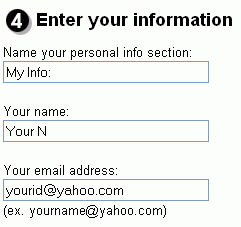 4 Enter your information
Name your personal info section:
My Info:
Your name:
Your N
Your email address:
yourid@yahoo.com
(ex. yourname@yahoo.com)